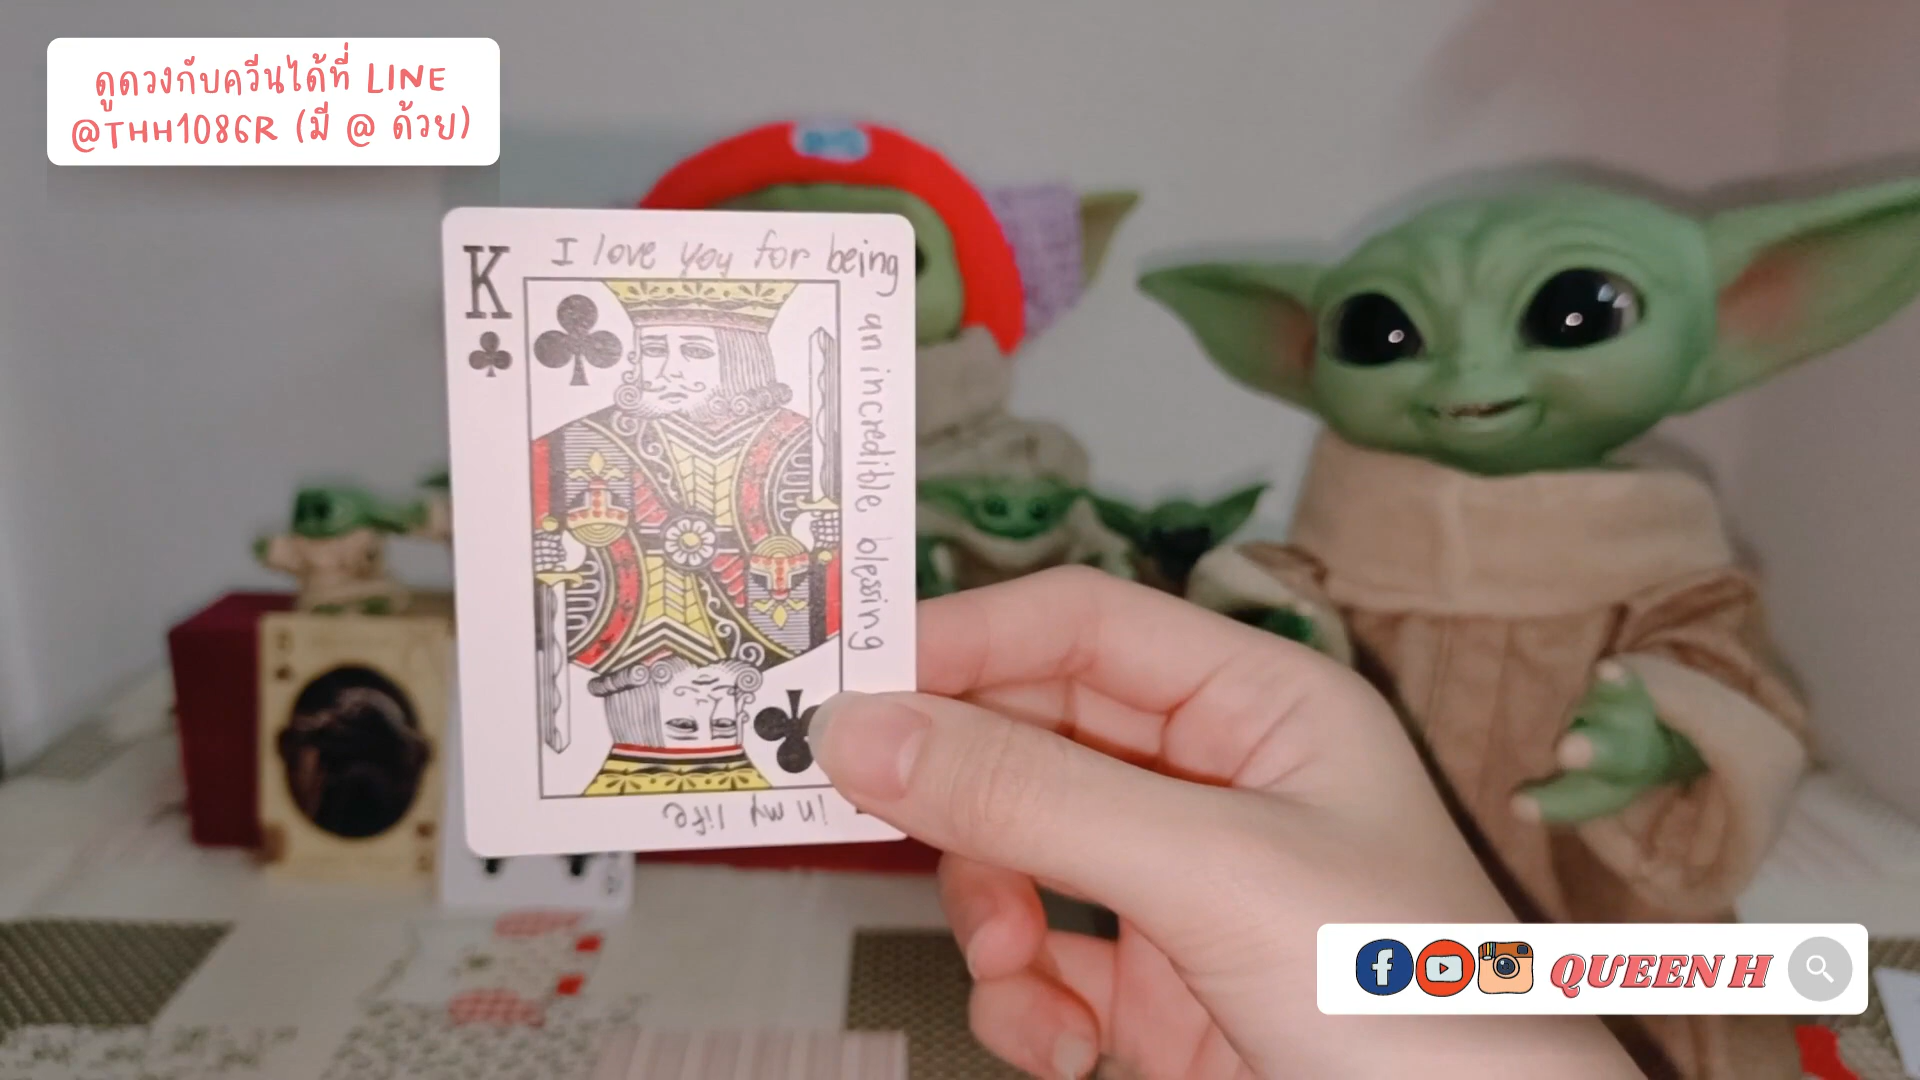 ดูดวงกับควีนได้ที่ LINE
@THH1086R (มี @ ด้วย)
K
I love you for being
an incredible blessing
in my life
QUEEN H